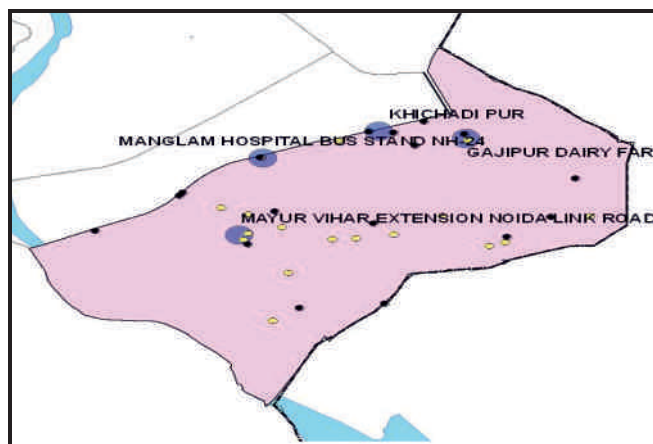 KHICHADI PUR
MANGLAM HOSPITAL BUS STAND NH-24
GAJIPUR DAIRY FAR
MAYUR VIHAR EXTENSION NOIDA LINK ROAD